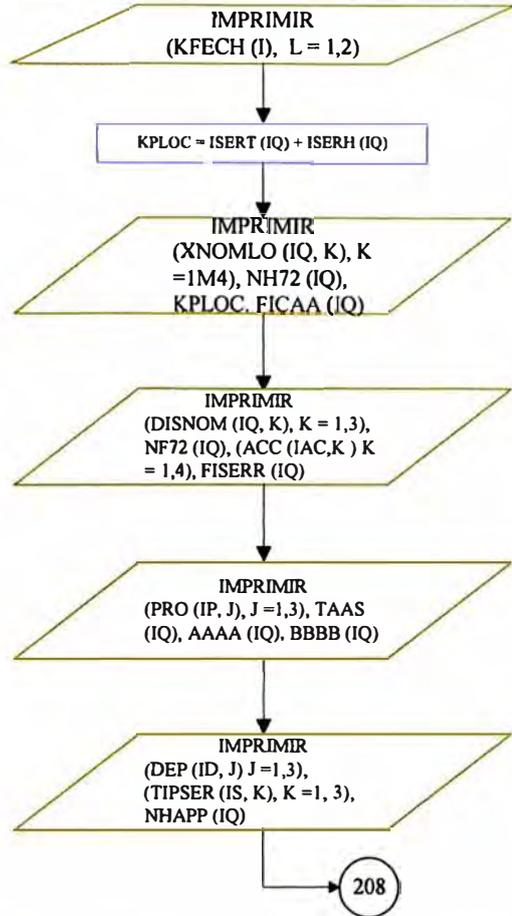 IMPRIMIR
(KFECH (I), L = 1,2)
KPLOC = ISERT (IQ) + ISERH (IQ)
IMPRIMIR
(XNOMLO (IQ, K), K
=1M4), NH72 (IQ),
KPLOC. FICAA (IQ)
IMPRIMIR
(DISNOM (IQ, K), K = 1,3),
NF72 (IQ), (ACC (IAC,K ) K
= 1,4), FISERR (IQ)
IMPRIMIR
(PRO (IP, J), J =1,3), TAAS
(IQ), AAAA (IQ), BBBB (IQ)
IMPRIMIR
(DEP (ID, J) J =1,3),
(TIPSER (IS, K), K =1, 3),
NHAPP (IQ)
208